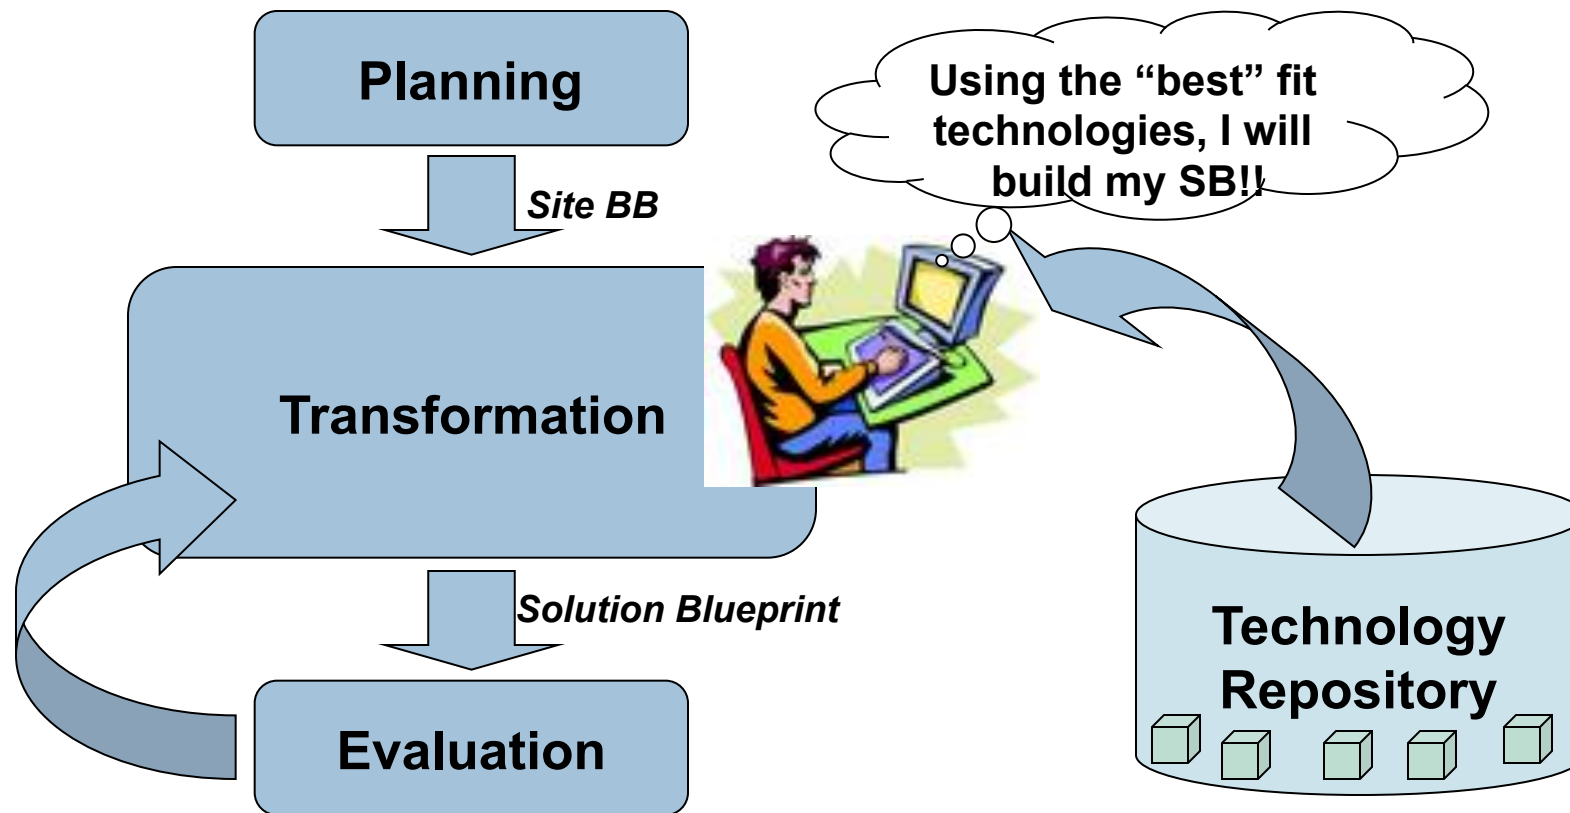 Planning
Using the “best” fit
technologies, I will
build my SB!!
Site BB
Transformation
Solution Blueprint
Technology
Repository
Evaluation